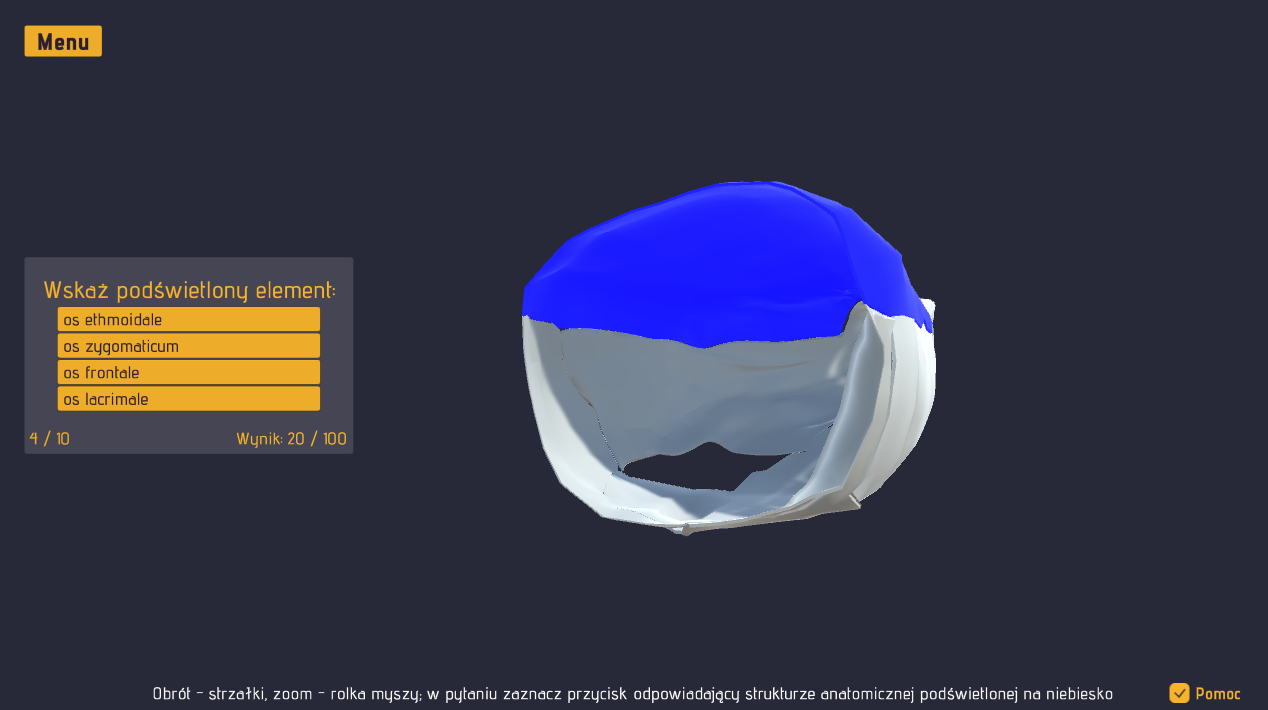 Menu
Wskaż podświetlony element:
os ethmoidale
os zygomaticum
os frontale
os lacrimale
4 / 10
Wynik: 20 / 100
Obrót - strzałki, zoom - rolka myszy; w pytaniu zaznacz przycisk odpowiadający strukturze anatomicznej podświetlonej na niebiesko
Pomoc